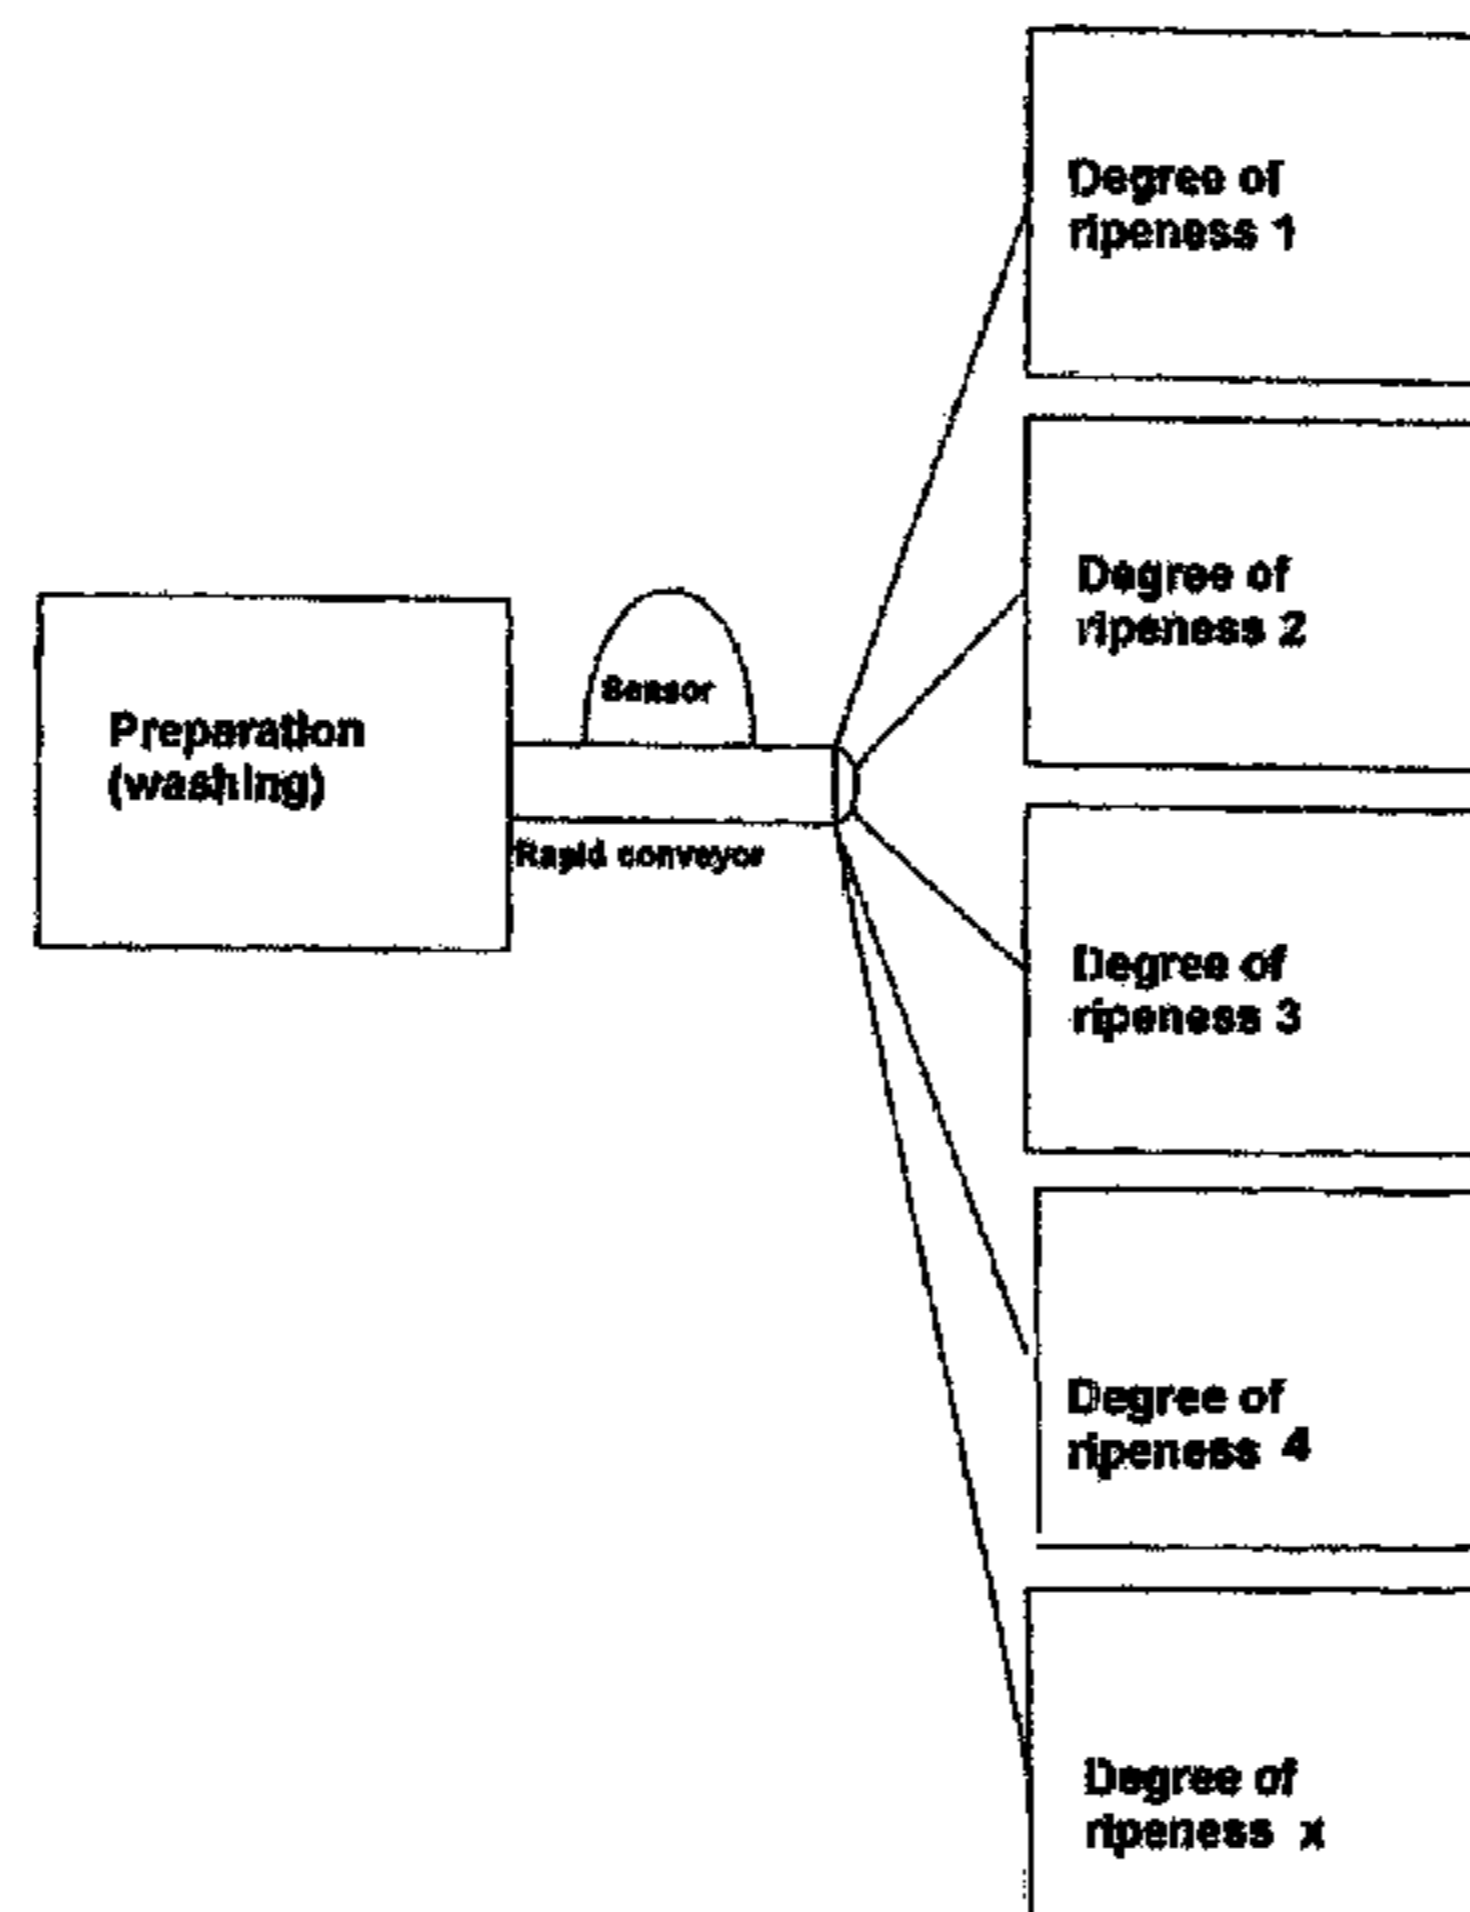 Degree of
ripeness 1
Degree of
ripeness 2
Sensor
Preparation
(washing)
Rapid conveyor
Degree of
ripeness 3
Degree of
ripeness 4
Degree of
ripeness x